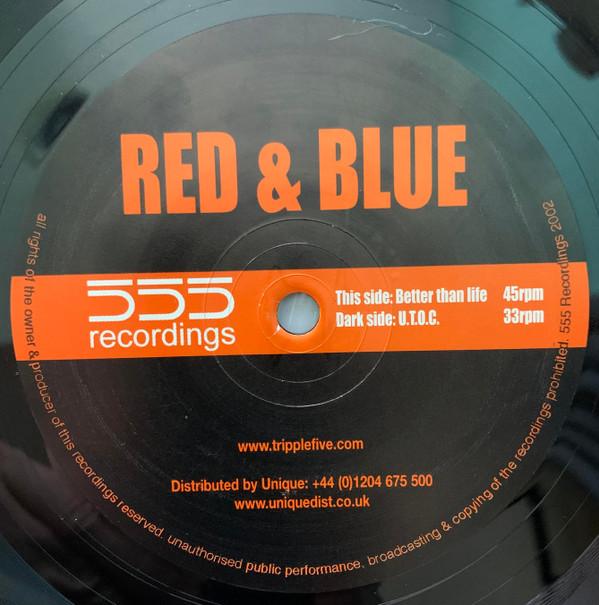 RED & BLUE
555
recordings
This side: Better than life 45rpm
Dark side: U.T.O.C. 33rpm
www.tripplefive.com
Distributed by Unique: +44 (0)1204 675 500
www.uniquedist.co.uk
all rights of the owner & producer of this recordings reserved. unauthorised public performance, broadcasting & copying of the recordings prohibited. 555 Recordings 2002